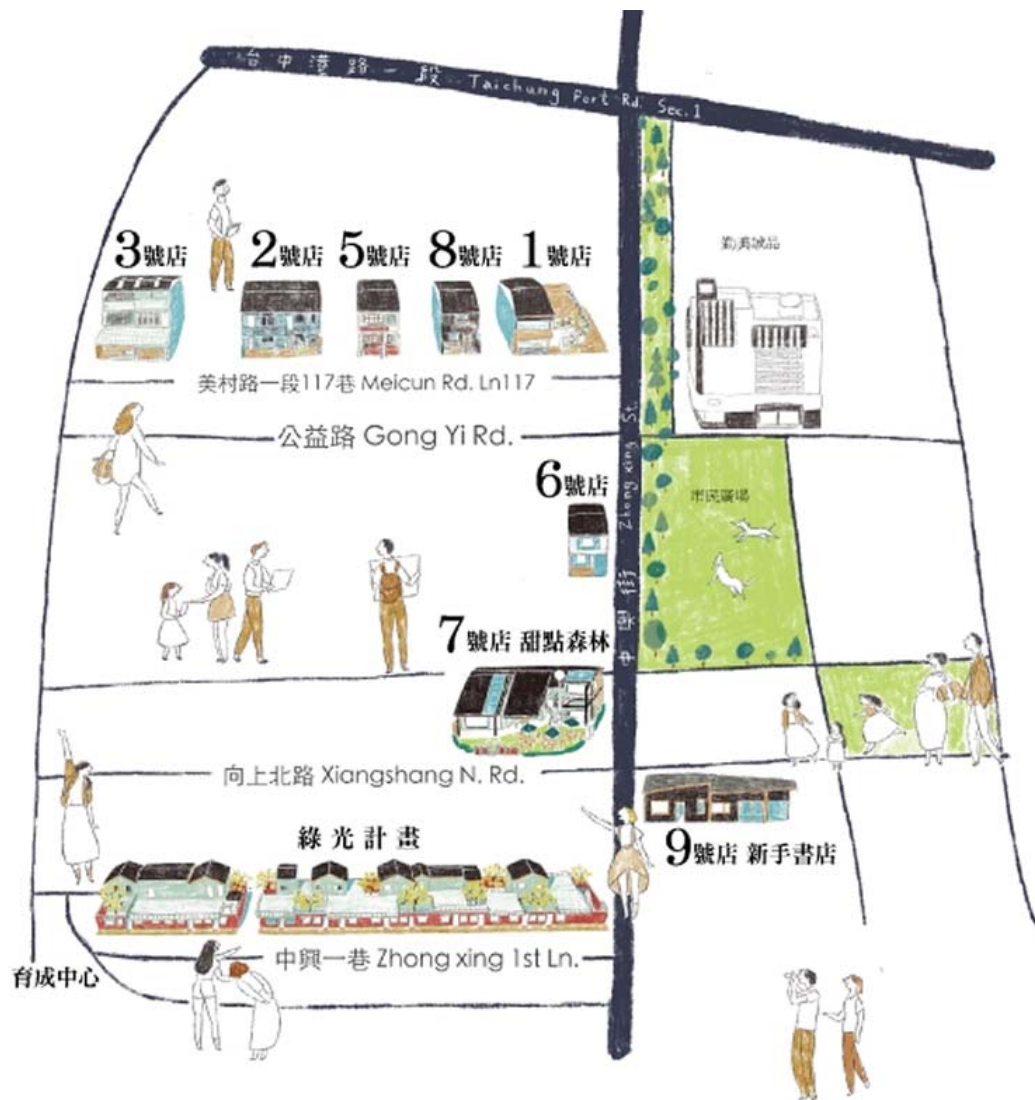 台中港路一段 Taichung Port Rd. Sec.1
勤美誠品
3號店
2號店
5號店
8號店
1號店
美村路一段117巷 Meicun Rd. Ln117
公益路 Gong Yi Rd.
中興街 Zhong xing St.
6號店
市民廣場
7號店 甜點森林
向上北路 Xiangshang N. Rd.
9號店 新手書店
綠光計畫
中興一巷 Zhong xing 1st Ln.
育成中心